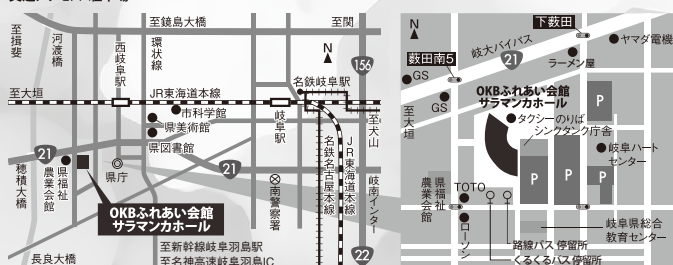 至鏡島大橋
至関
至揖斐
河渡橋
西岐阜駅
環状線
N
156
名鉄岐阜駅
至大垣
JR東海道本線
市科学館
県美術館
県図書館
岐阜駅
至犬山
21
県福祉農業会館
県庁
21
穂積大橋
南警察署
名鉄名古屋本線
JR東海道本線
岐南インター
OKBふれあい会館
サラマンカホール
至新幹線岐阜羽島駅
至名神高速岐阜羽島IC
長良大橋
22
N
下薮田
ヤマダ電機
岐大バイパス
21
ラーメン屋
薮田南5
GS
GS
至大垣
OKBふれあい会館
サラマンカホール
タクシーのりば
シンクタンク庁舎
P
P
P
P
岐阜ハート
センター
県福祉
農業会館
TOTO
ローソン
岐阜県総合
教育センター
路線バス停留所
くるくるバス停留所